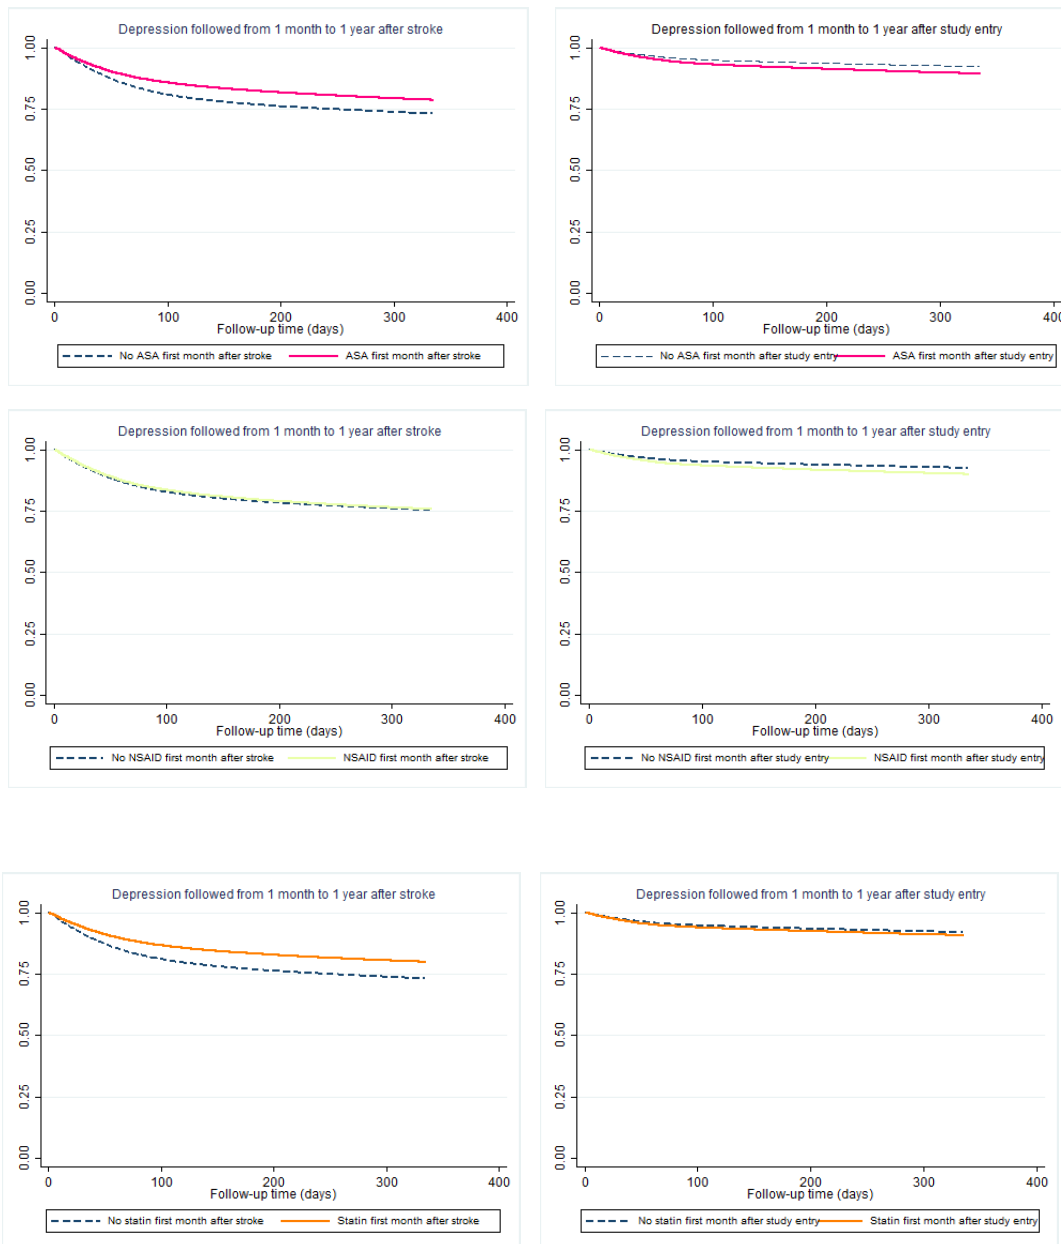 Depression followed from 1 month to 1 year after stroke
1.00
0.75
0.50
0.25
0.00
0 100 200 300 400
Follow-up time (days)
No ASA first month after stroke ASA first month after stroke
Depression followed from 1 month to 1 year after study entry
1.00
0.75
0.50
0.25
0.00
0 100 200 300 400
Follow-up time (days)
No ASA first month after study entry ASA first month after study entry
Depression followed from 1 month to 1 year after stroke
1.00
0.75
0.50
0.25
0.00
0 100 200 300 400
Follow-up time (days)
No NSAID first month after stroke NSAID first month after stroke
Depression followed from 1 month to 1 year after study entry
1.00
0.75
0.50
0.25
0.00
0 100 200 300 400
Follow-up time (days)
No NSAID first month after study entry NSAID first month after study entry
Depression followed from 1 month to 1 year after stroke
1.00
0.75
0.50
0.25
0.00
0 100 200 300 400
Follow-up time (days)
No statin first month after stroke Statin first month after stroke
Depression followed from 1 month to 1 year after study entry
1.00
0.75
0.50
0.25
0.00
0 100 200 300 400
Follow-up time (days)
No statin first month after study entry Statin first month after study entry